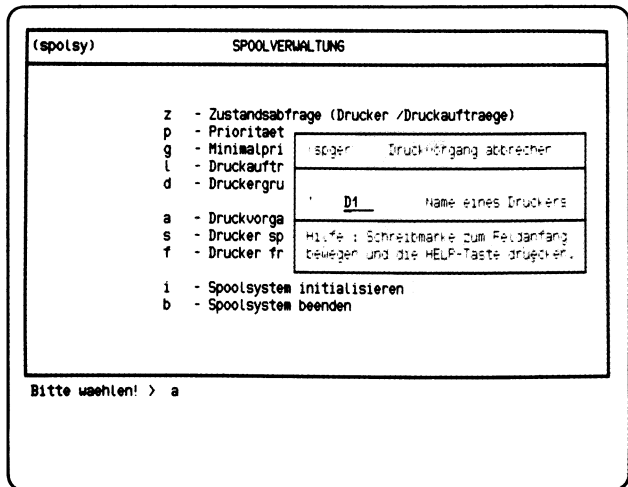 (spolsy) SPOOLVERWALTUNG
z - Zustandsabfrage (Drucker /Druckauftraege)
p - Prioritaet
g - Minimalpri
l - Druckauftr
d - Druckergru
a - Druckvorga
s - Drucker sp
f - Drucker fr
i - Spoolsystem initialisieren
b - Spoolsystem beenden
Druckvorgang abbrechen
D1 Name eines Druckers
Hilfe : Schreibmarke zum Feldanfang
bewegen und die HELP-Taste druecken.
Bitte waehlen! > a